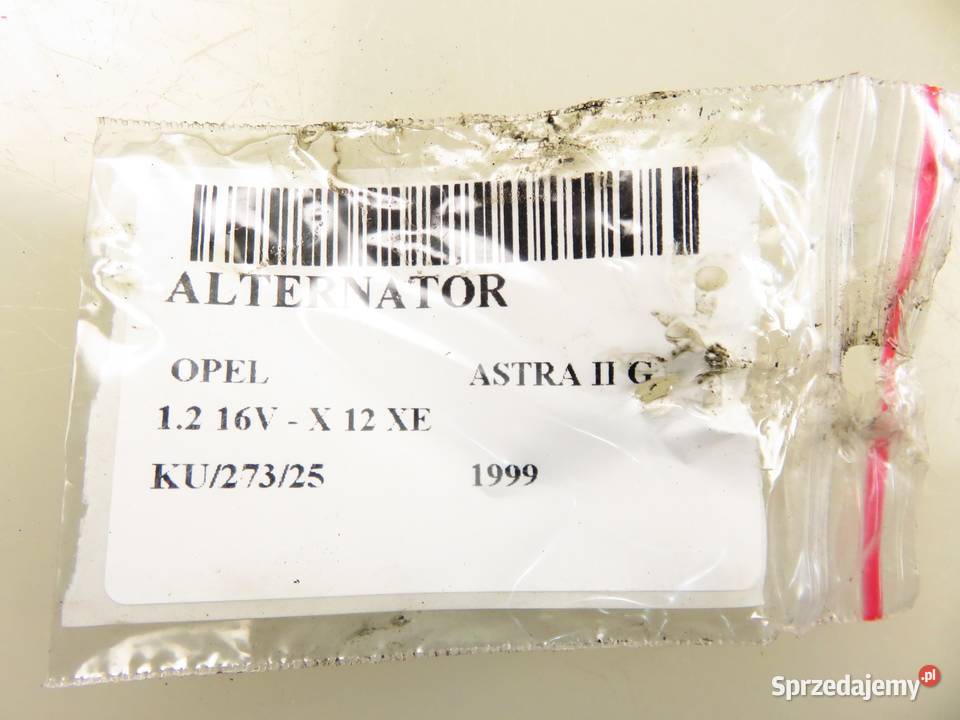 ALTERNATOR
OPEL ASTRA II G
1.2 16V - X 12 XE
KU/273/25 1999
Sprzedajemy.pl